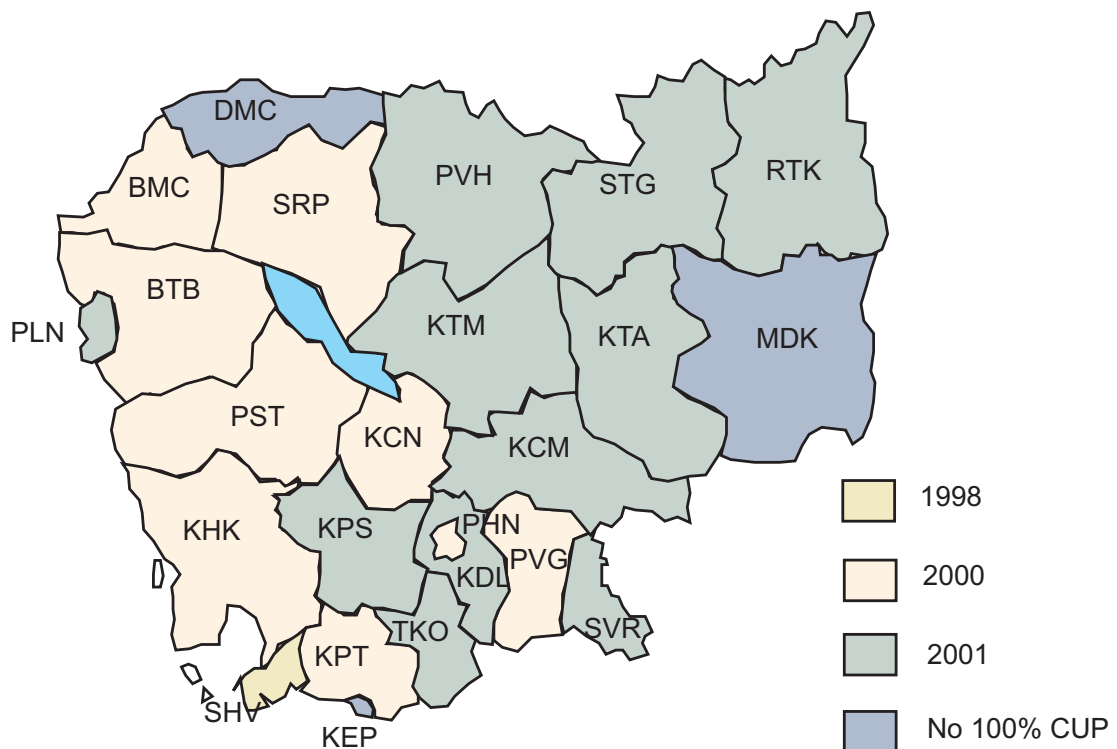 DMC
RTK
PVH
BMC
STG
SRP
BTB
PLN
KTM
KTA
MDK
PST
KCN
KCM
1998
PHN
KHK
KPS
PVG
2000
KDL
TKO
SVR
KPT
2001
SHV
KEP
No 100% CUP